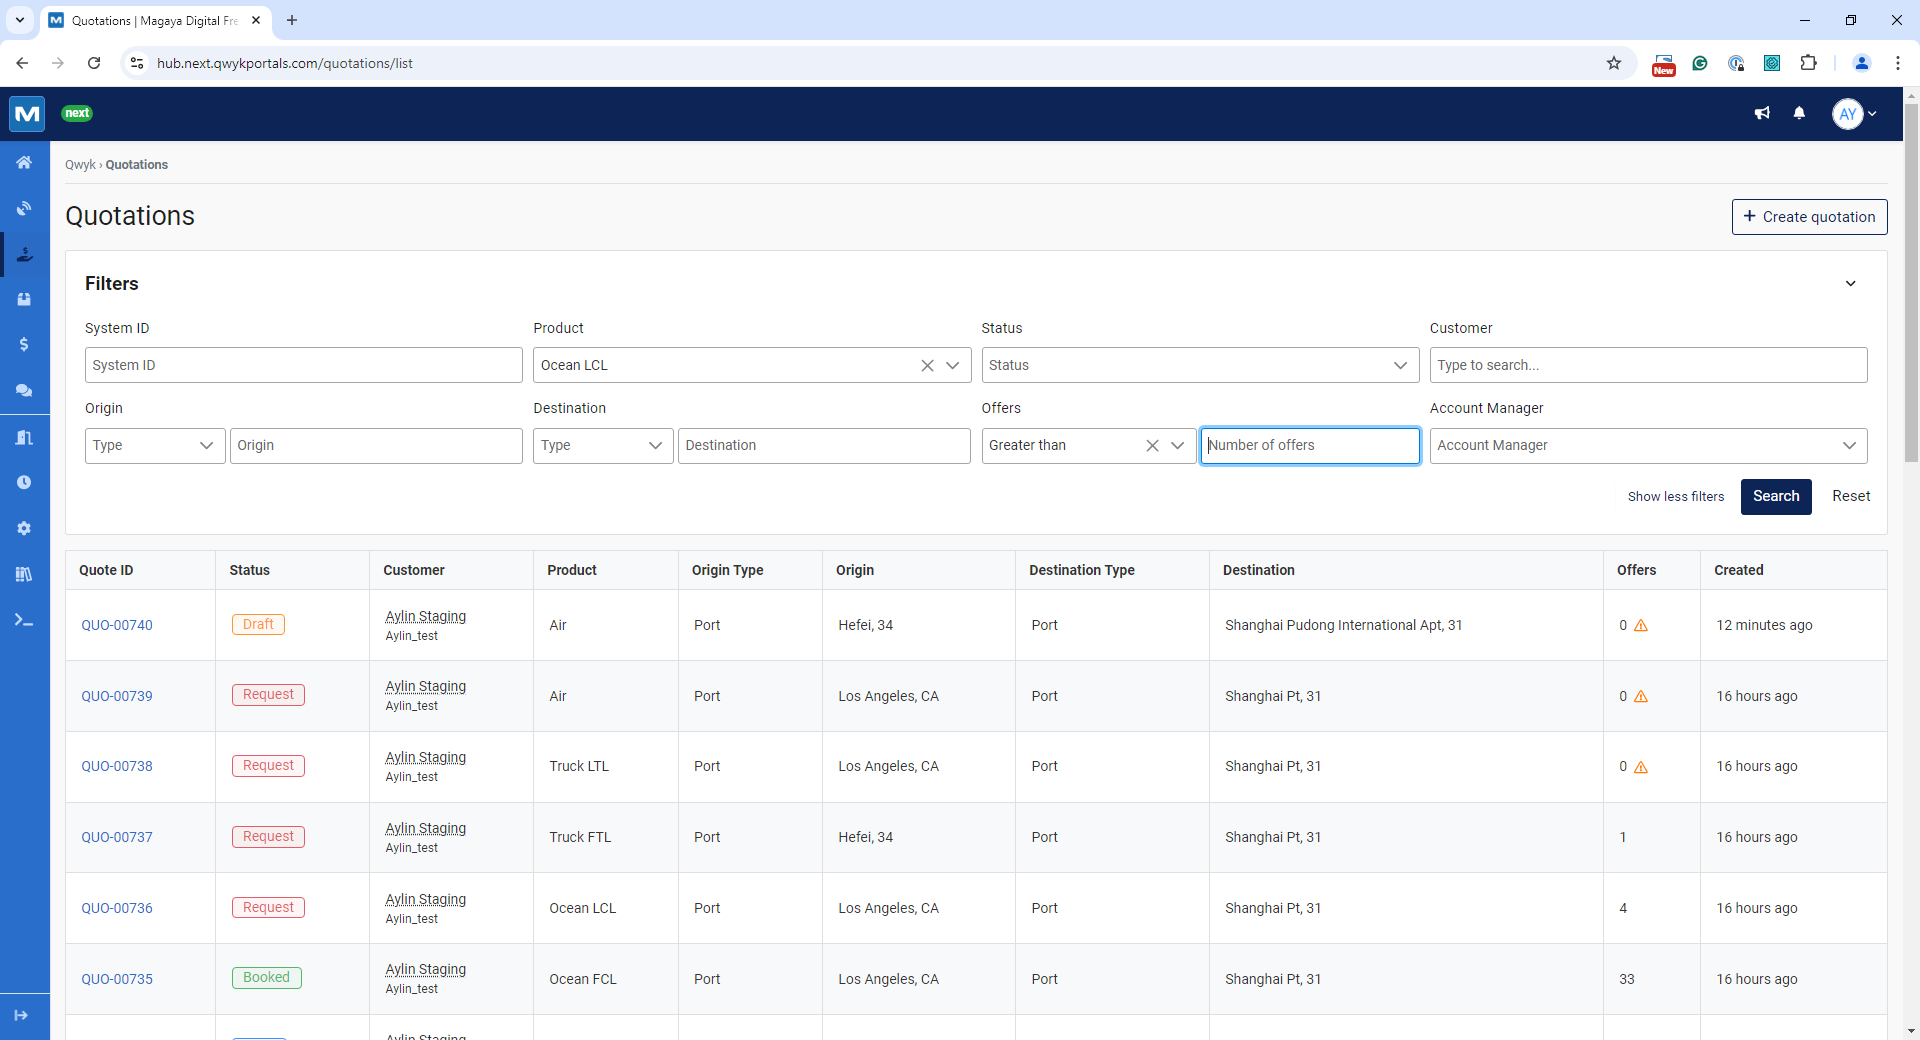 Quotations | Magaya Digital Fre
hub.next.qwykportals.com/quotations/list
New
next
AY
Qwyk › Quotations
Quotations
+ Create quotation
Filters
System ID
Product
Status
Customer
System ID
Ocean LCL
Status
Type to search...
Origin
Destination
Offers
Account Manager
Type
Origin
Type
Destination
Greater than
Number of offers
Account Manager
Show less filters
Search
Reset
Quote ID Status Customer Product Origin Type Origin Destination Type Destination Offers Created
QUO-00740 Draft Aylin Staging Air Port Hefei, 34 Port Shanghai Pudong International Apt, 31 0 12 minutes ago
Aylin_test
QUO-00739 Request Aylin Staging Air Port Los Angeles, CA Port Shanghai Pt, 31 0 16 hours ago
Aylin_test
QUO-00738 Request Aylin Staging Truck LTL Port Los Angeles, CA Port Shanghai Pt, 31 0 16 hours ago
Aylin_test
QUO-00737 Request Aylin Staging Truck FTL Port Hefei, 34 Port Shanghai Pt, 31 1 16 hours ago
Aylin_test
QUO-00736 Request Aylin Staging Ocean LCL Port Los Angeles, CA Port Shanghai Pt, 31 4 16 hours ago
Aylin_test
QUO-00735 Booked Aylin Staging Ocean FCL Port Los Angeles, CA Port Shanghai Pt, 31 33 16 hours ago
Aylin_test
Aylin Staging